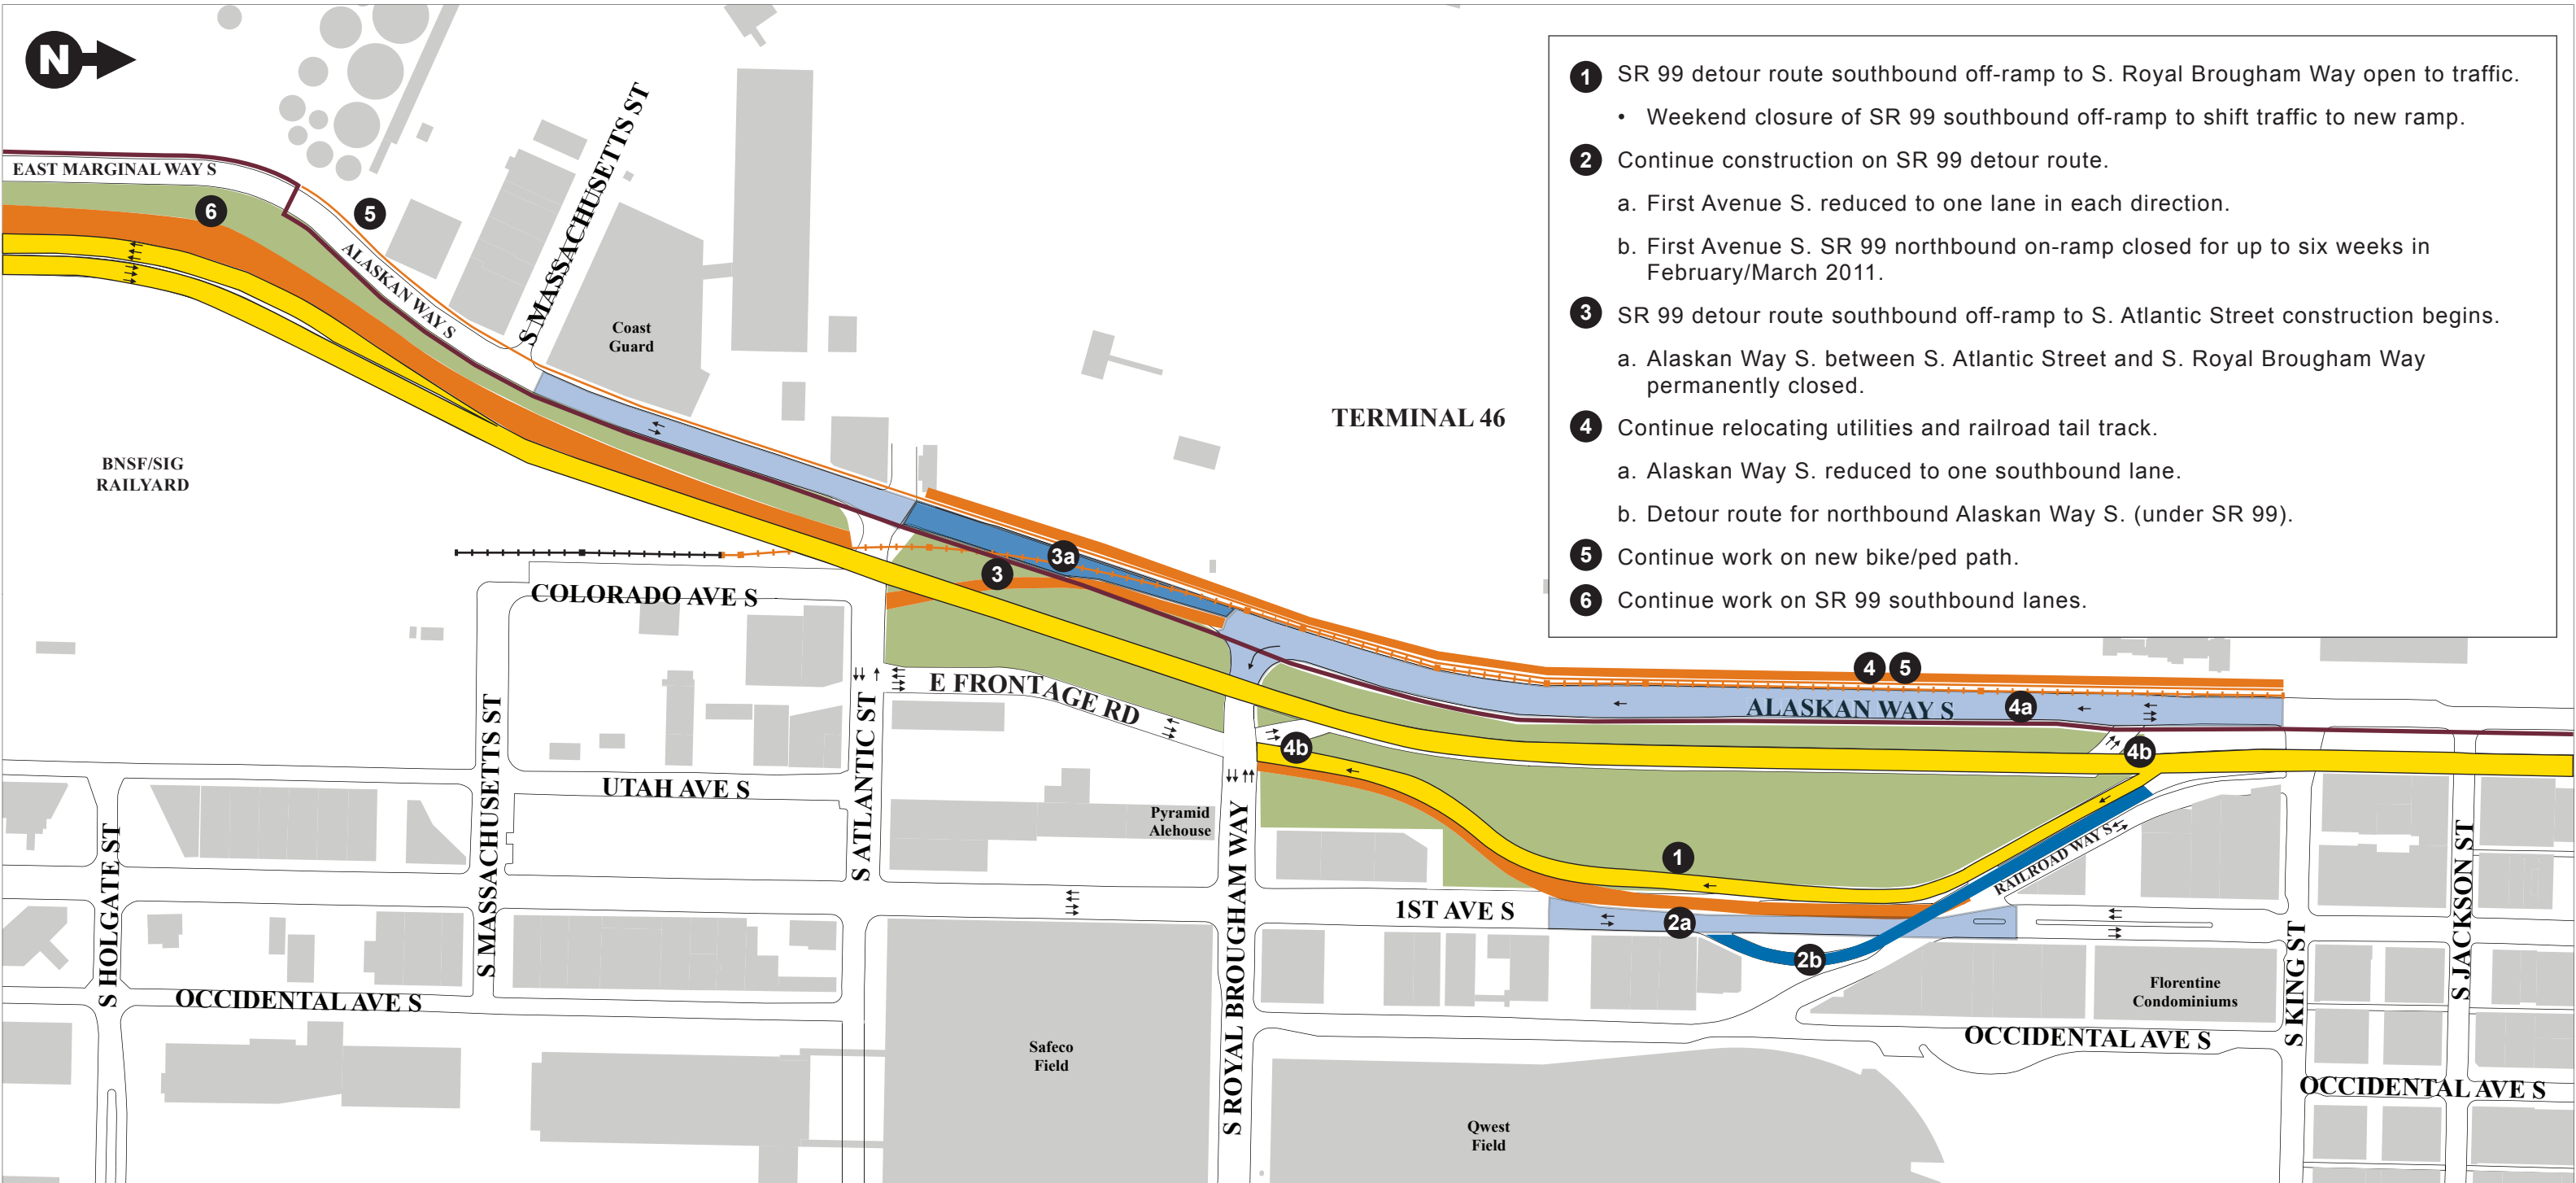 N
1 SR 99 detour route southbound off-ramp to S. Royal Brougham Way open to traffic.
• Weekend closure of SR 99 southbound off-ramp to shift traffic to new ramp.
2 Continue construction on SR 99 detour route.
a. First Avenue S. reduced to one lane in each direction.
b. First Avenue S. SR 99 northbound on-ramp closed for up to six weeks in
February/March 2011.
3 SR 99 detour route southbound off-ramp to S. Atlantic Street construction begins.
a. Alaskan Way S. between S. Atlantic Street and S. Royal Brougham Way
permanently closed.
4 Continue relocating utilities and railroad tail track.
a. Alaskan Way S. reduced to one southbound lane.
b. Detour route for northbound Alaskan Way S. (under SR 99).
5 Continue work on new bike/ped path.
6 Continue work on SR 99 southbound lanes.
EAST MARGINAL WAY S
6
5
ALASKAN WAY S
S MASSACHUSETTS ST
Coast
Guard
TERMINAL 46
BNSF/SIG
RAILYARD
3a
3
COLORADO AVE S
4
5
E FRONTAGE RD
ALASKAN WAY S
4a
4b
4b
S MASSACHUSETTS ST
S ATLANTIC ST
UTAH AVE S
Pyramid
Alehouse
S HOLGATE ST
S ROYAL BROUGHAM WAY
1
RAILROAD WAY S
1ST AVE S
2a
2b
S KING ST
S JACKSON ST
OCCIDENTAL AVE S
Florentine
Condominiums
OCCIDENTAL AVE S
Safeco
Field
OCCIDENTAL AVE S
Qwest
Field